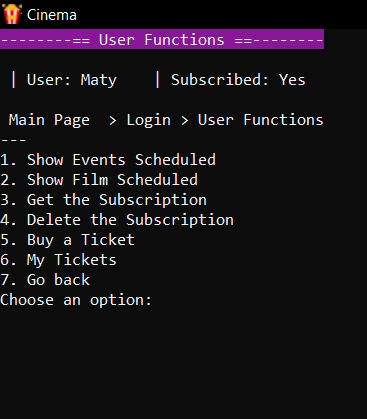 Cinema
--------== User Functions ==--------
| User: Maty    | Subscribed: Yes
Main Page  > Login > User Functions
---
1. Show Events Scheduled
2. Show Film Scheduled
3. Get the Subscription
4. Delete the Subscription
5. Buy a Ticket
6. My Tickets
7. Go back
Choose an option: